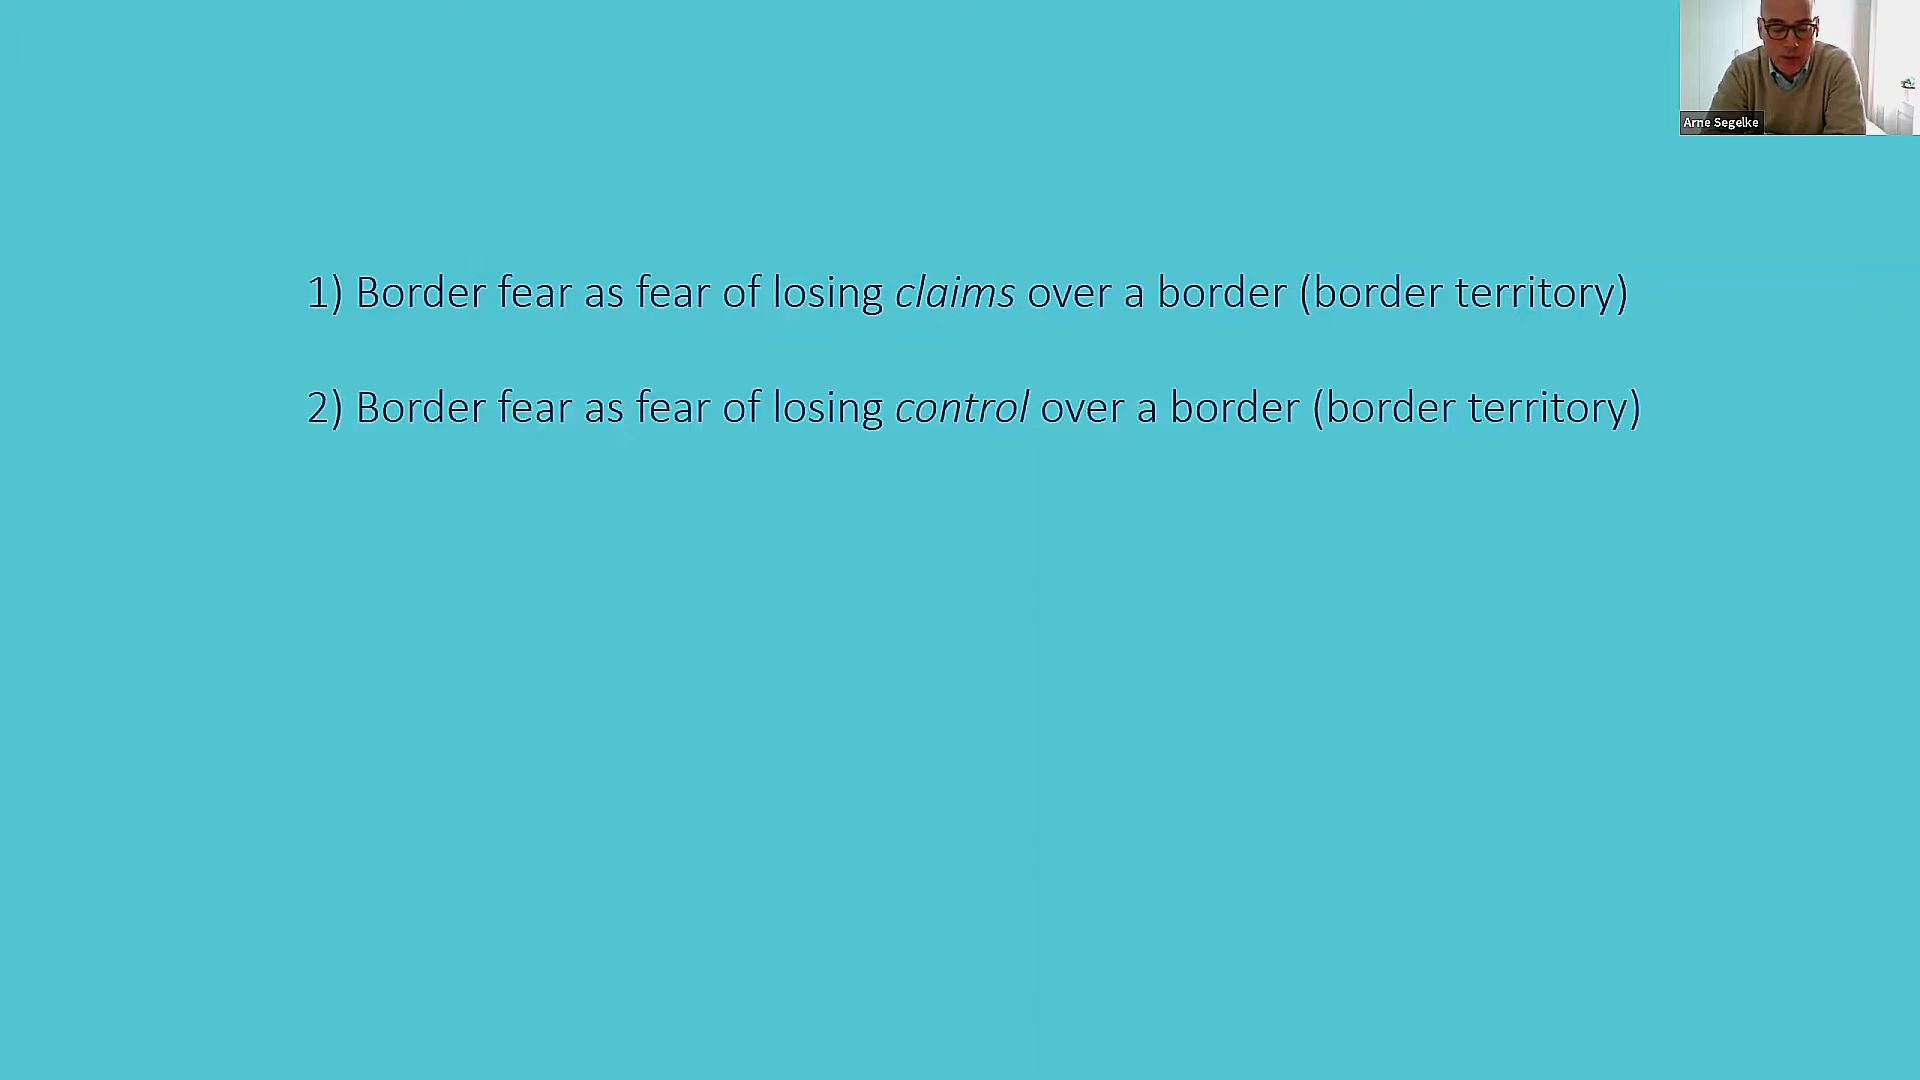 Arne Segelke
1) Border fear as fear of losing claims over a border (border territory)
2) Border fear as fear of losing control over a border (border territory)